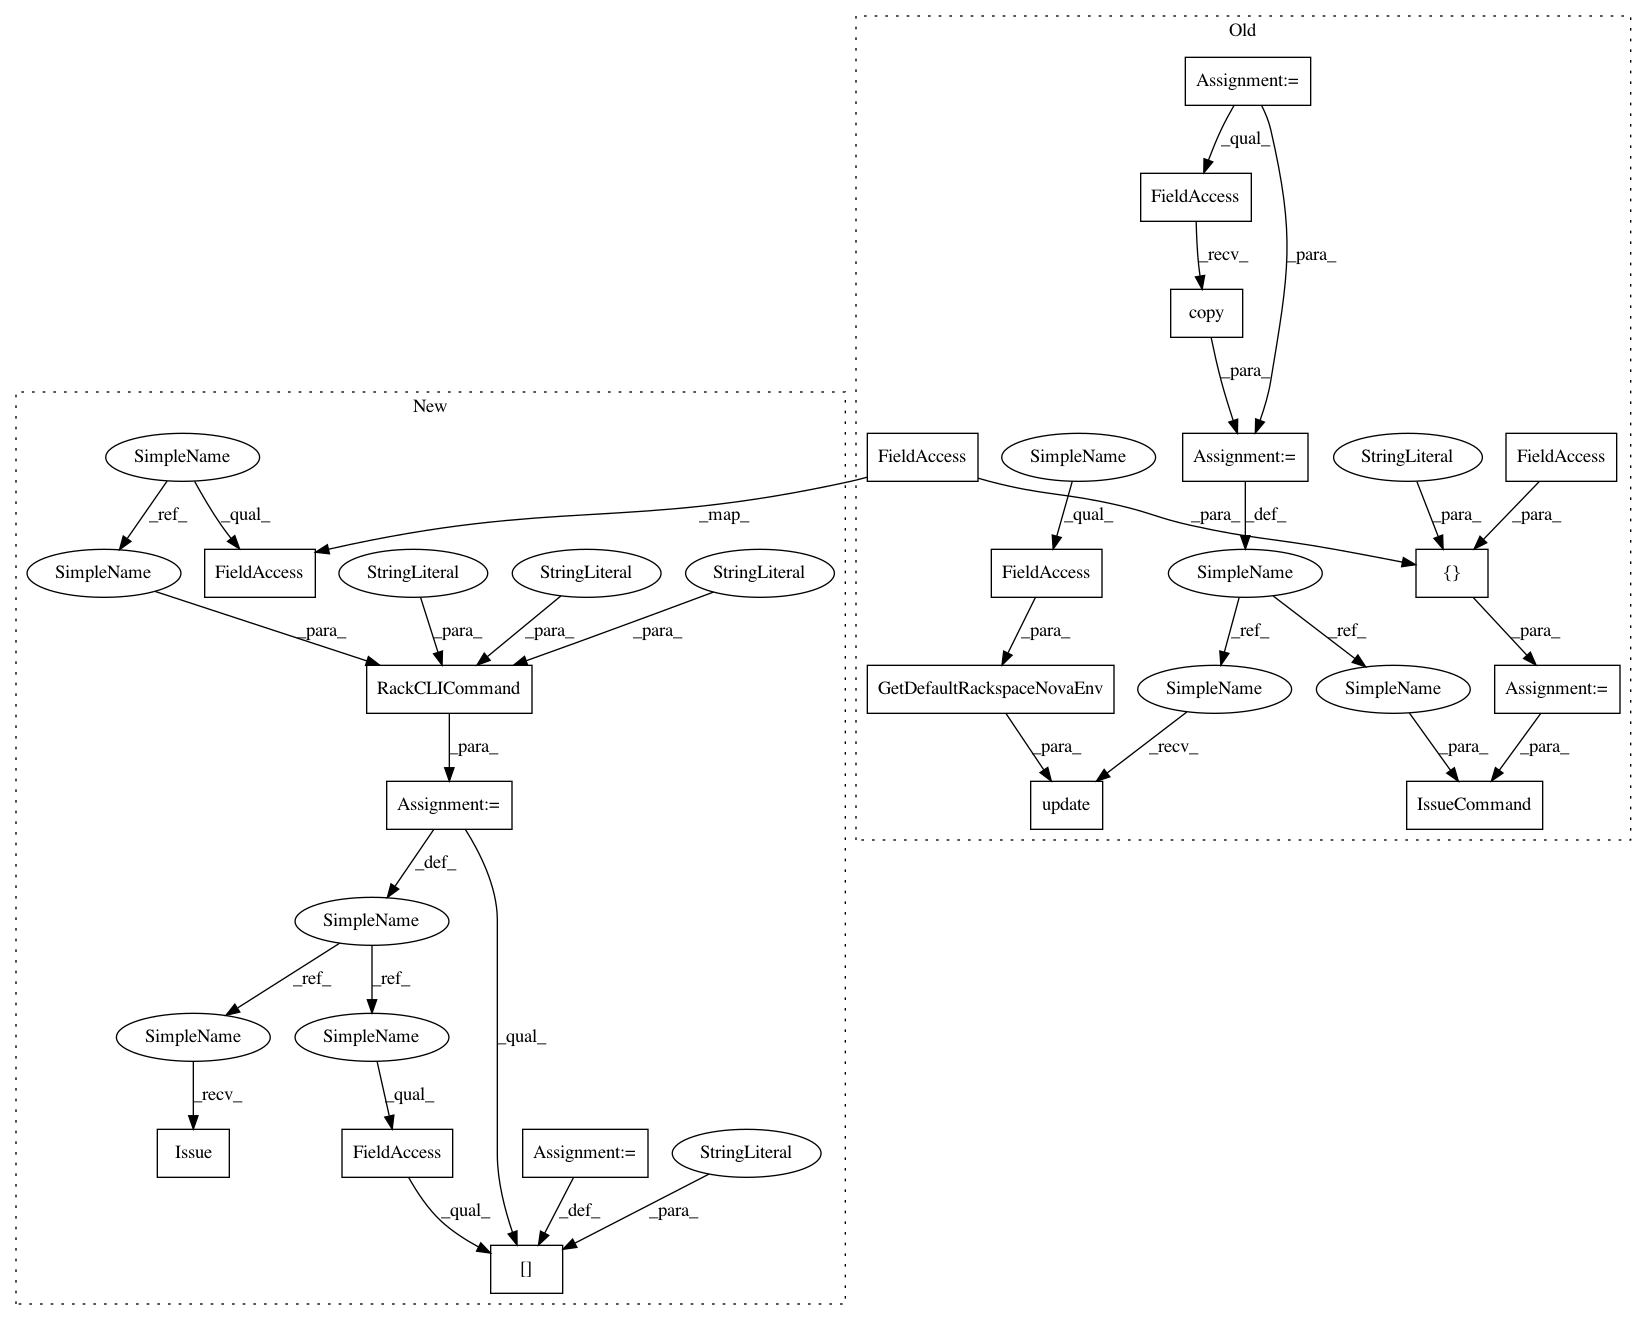 Old
Assignment:=
_qual_
FieldAccess
_recv_
_para_
copy
_para_
New
SimpleName
FieldAccess
SimpleName
Assignment:=
StringLiteral
FieldAccess
_ref_
_qual_
_map_
_qual_
_para_
_def_
_para_
_para_
SimpleName
FieldAccess
StringLiteral
StringLiteral
StringLiteral
FieldAccess
SimpleName
{}
_para_
_para_
_para_
_para_
_para_
_ref_
_ref_
_para_
RackCLICommand
GetDefaultRackspaceNovaEnv
SimpleName
SimpleName
Assignment:=
_para_
_para_
_recv_
_para_
_para_
Assignment:=
update
IssueCommand
_def_
SimpleName
_ref_
_ref_
SimpleName
SimpleName
_qual_
_recv_
_qual_
Issue
FieldAccess
Assignment:=
StringLiteral
_qual_
_def_
_para_
[]